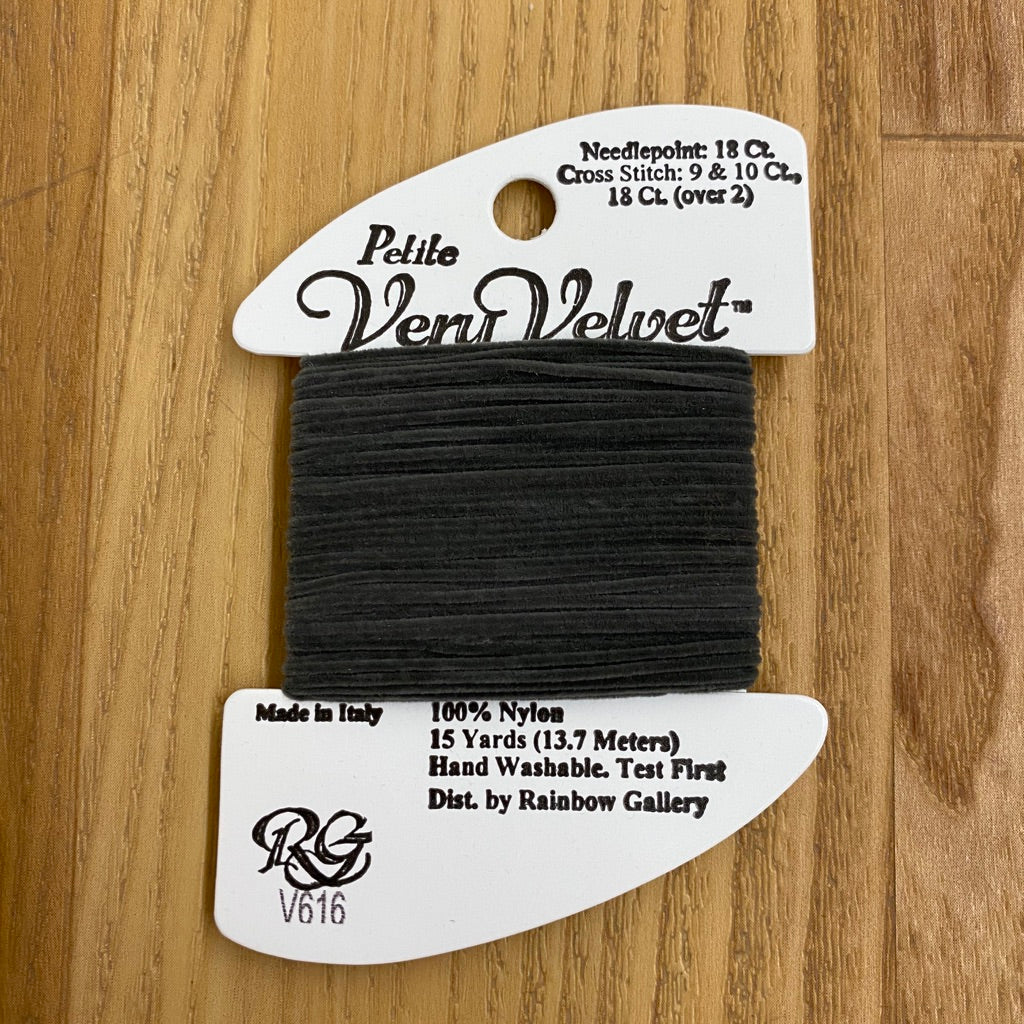 Needlepoint: 18 Ct.
Cross Stitch: 9 & 10 Ct.,
18 Ct. (over 2)
Petite
Very Velvet™
Made in Italy
100% Nylon
15 Yards (13.7 Meters)
Hand Washable. Test First
Dist. by Rainbow Gallery
RG
V616